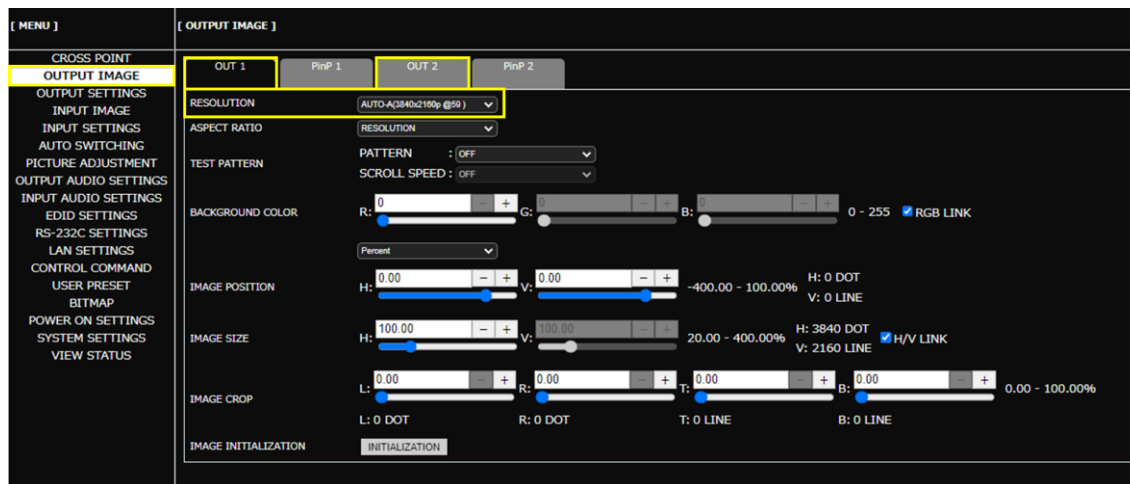 [ MENU ]
[ OUTPUT IMAGE ]
CROSS POINT
OUTPUT IMAGE
OUTPUT SETTINGS
INPUT IMAGE
INPUT SETTINGS
AUTO SWITCHING
PICTURE ADJUSTMENT
OUTPUT AUDIO SETTINGS
INPUT AUDIO SETTINGS
EDID SETTINGS
RS-232C SETTINGS
LAN SETTINGS
CONTROL COMMAND
USER PRESET
BITMAP
POWER ON SETTINGS
SYSTEM SETTINGS
VIEW STATUS
OUT 1 PinP 1 OUT 2 PinP 2
RESOLUTION AUTO-A(3840x2160p @59 )
ASPECT RATIO RESOLUTION
TEST PATTERN
PATTERN : OFF
SCROLL SPEED : OFF
BACKGROUND COLOR R: 0 − + G: 0 − + B: 0 − + 0 - 255 RGB LINK
Percent
IMAGE POSITION H: 0.00 − + V: 0.00 − + -400.00 - 100.00% H: 0 DOT
V: 0 LINE
IMAGE SIZE H: 100.00 − + V: 100.00 − + 20.00 - 400.00% H: 3840 DOT
V: 2160 LINE H/V LINK
IMAGE CROP L: 0.00 − + R: 0.00 − + T: 0.00 − + B: 0.00 − + 0.00 - 100.00%
L: 0 DOT R: 0 DOT T: 0 LINE B: 0 LINE
IMAGE INITIALIZATION INITIALIZATION